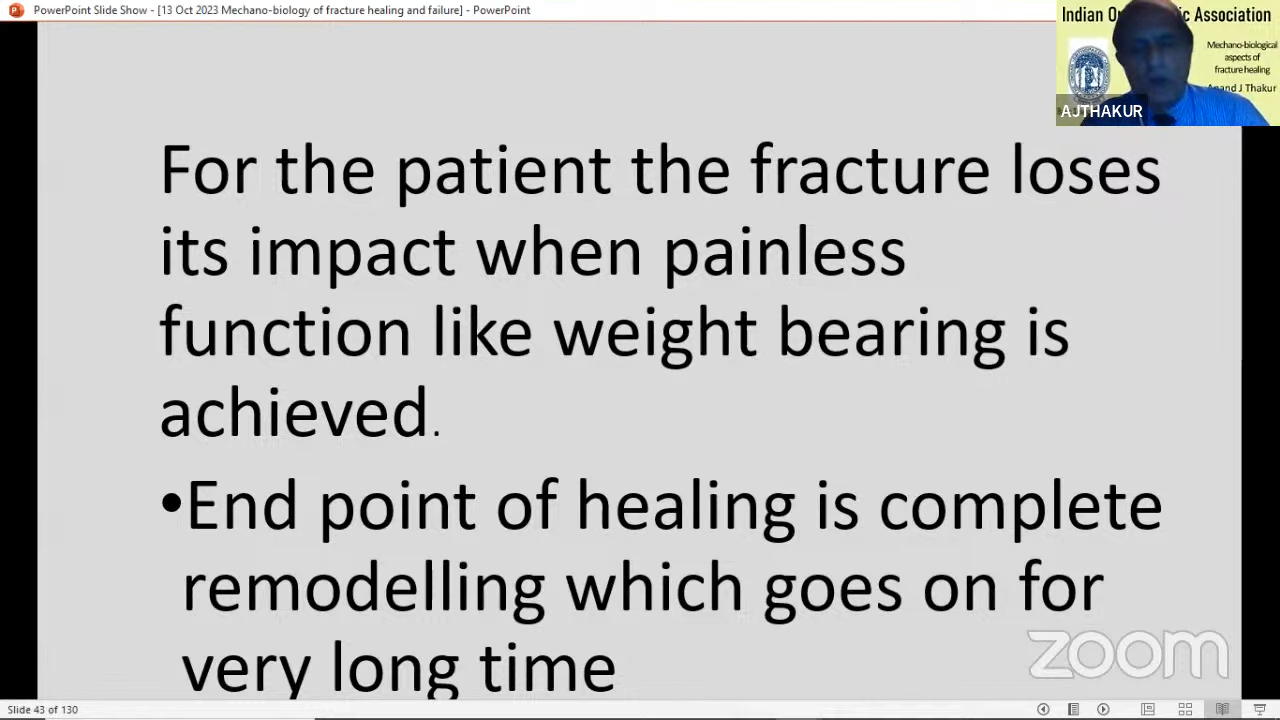 PowerPoint Slide Show - [13 Oct 2023 Mechano-biology of fracture healing and failure] - PowerPoint
Indian O c Association
Mechano-biological
aspects of
fracture healing
Anand J Thakur
AJTHAKUR
For the patient the fracture loses
its impact when painless
function like weight bearing is
achieved.
•End point of healing is complete
remodelling which goes on for
very long time
zoom
Slide 43 of 130